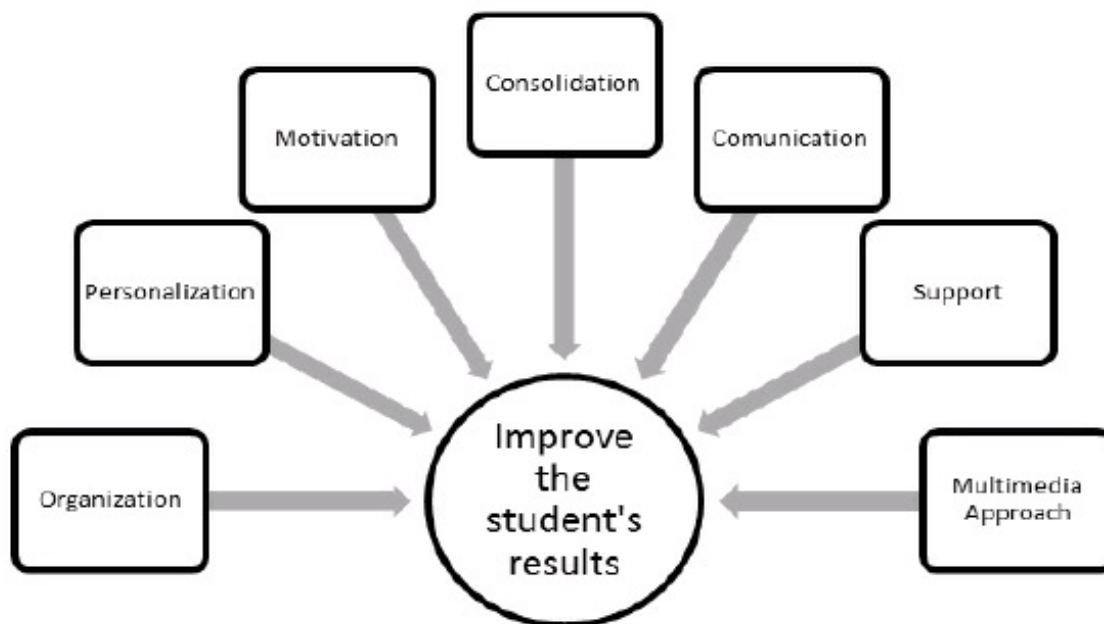 Consolidation
Motivation
Comunication
Personalization
Support
Organization
Multimedia
Approach
Improve
the
student's
results